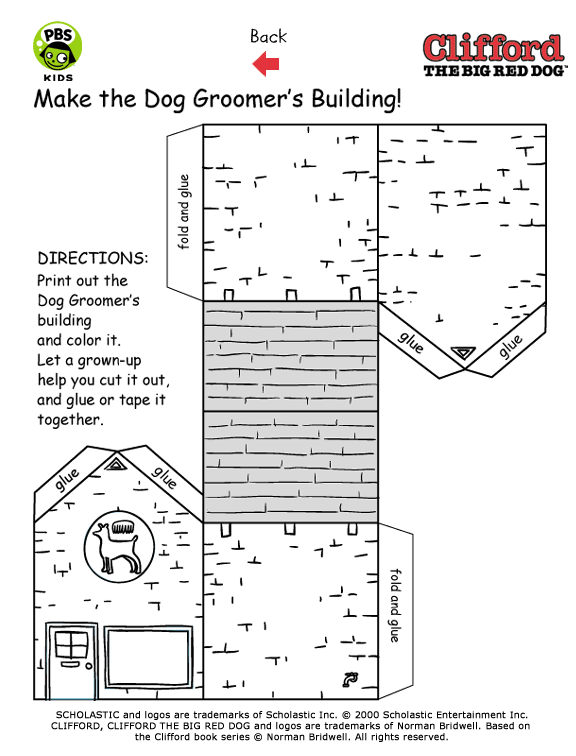 PBS
KIDS
Back
Clifford
THE BIG RED DOG
Make the Dog Groomer's Building!
fold and glue
DIRECTIONS:
Print out the
Dog Groomer's
building
and color it.
Let a grown-up
help you cut it out,
and glue or tape it
together.
glue
glue
glue
glue
fold and glue
SCHOLASTIC and logos are trademarks of Scholastic Inc. © 2000 Scholastic Entertainment Inc.
CLIFFORD, CLIFFORD THE BIG RED DOG and logos are trademarks of Norman Bridwell. Based on
the Clifford book series © Norman Bridwell. All rights reserved.